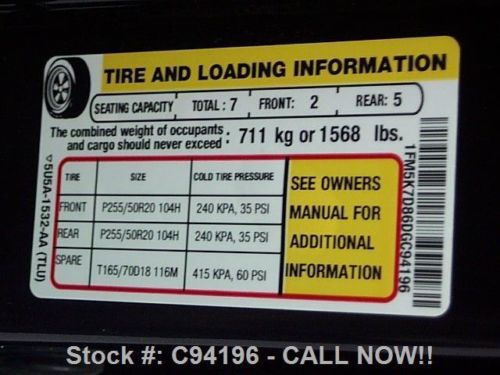 TIRE AND LOADING INFORMATION
SEATING CAPACITY TOTAL : 7 FRONT: 2 REAR: 5
The combined weight of occupants
and cargo should never exceed : 711 kg or 1568 lbs.
TIRE SIZE COLD TIRE PRESSURE
FRONT P255/50R20 104H 240 KPA, 35 PSI
REAR P255/50R20 104H 240 KPA, 35 PSI
SPARE T165/70D18 116M 415 KPA, 60 PSI
SEE OWNERS
MANUAL FOR
ADDITIONAL
INFORMATION
5U5A-1532-AA (TLU)
1FM5K7D86DGC94196
Stock #: C94196 - CALL NOW!!